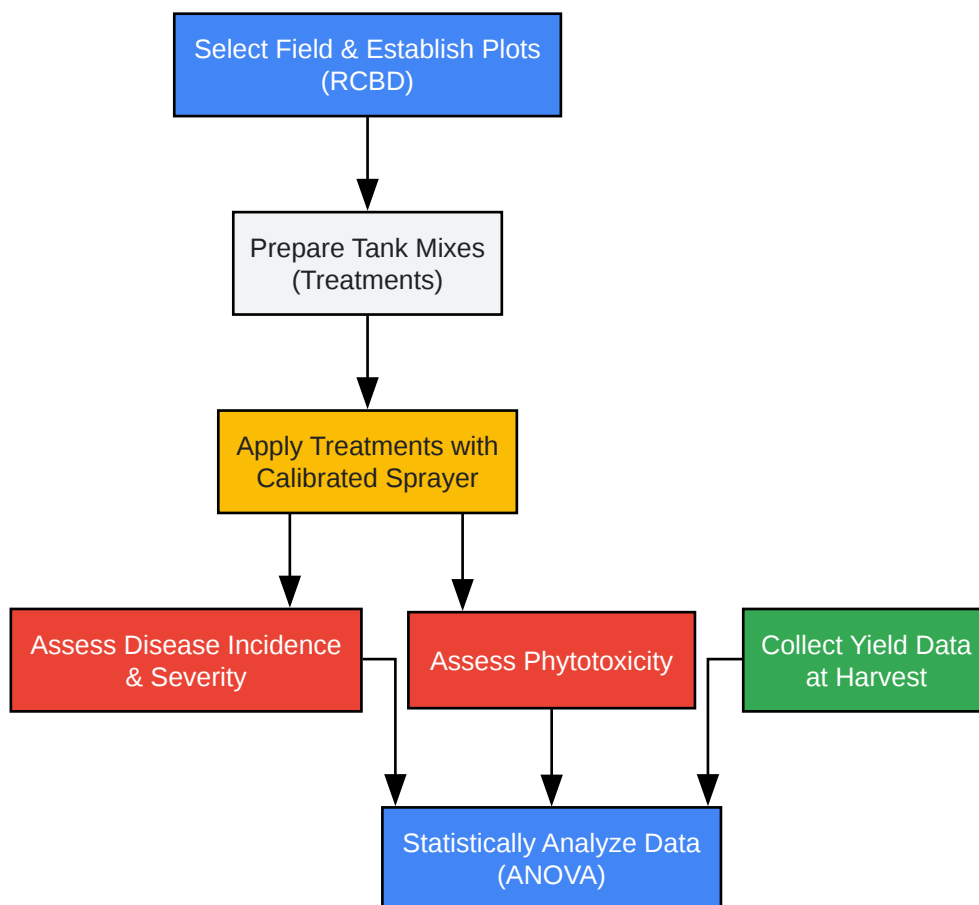 Select Field & Establish Plots
(RCBD)
Prepare Tank Mixes
(Treatments)
Apply Treatments with
Calibrated Sprayer
Assess Disease Incidence
& Severity
Assess Phytotoxicity
Collect Yield Data
at Harvest
Statistically Analyze Data
(ANOVA)